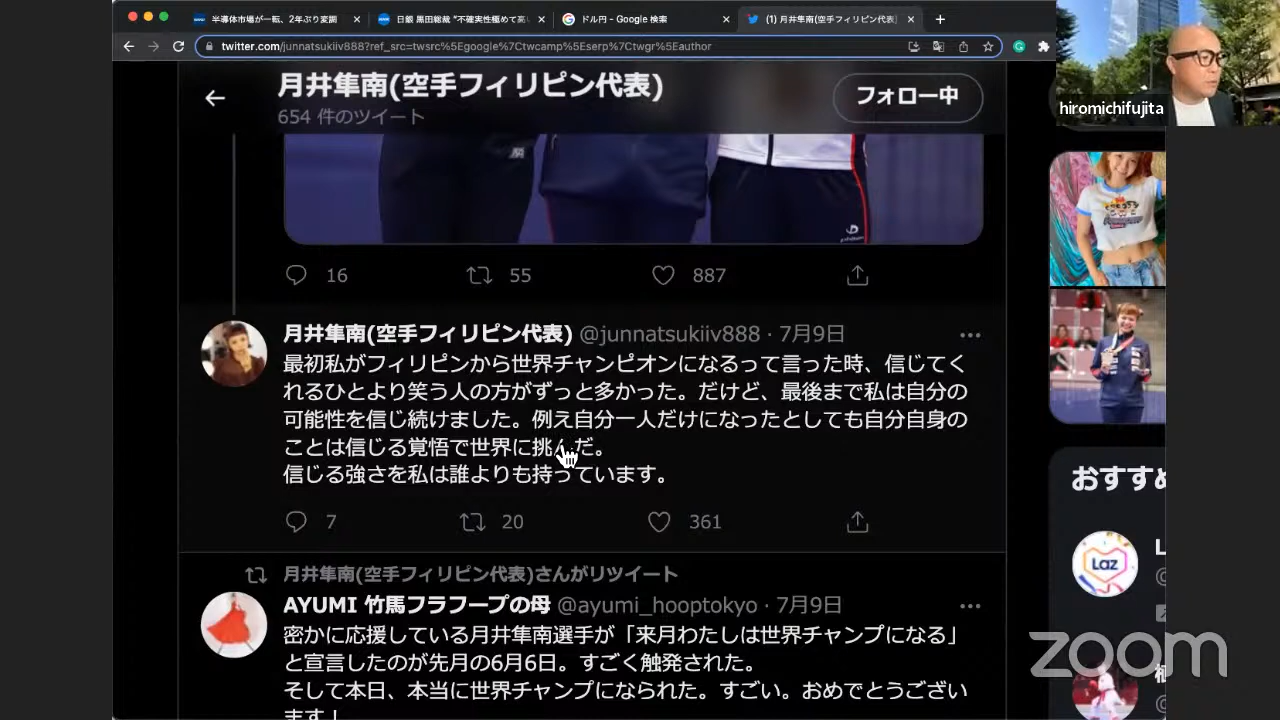 半導体市場が一転、2年ぶり変調
日銀 黒田総裁 "不確実性極めて高い
ドル円 - Google 検索
(1) 月井隼南(空手フィリピン代表)
twitter.com/junnatsukiiv888?ref_src=twsrc%5Egoogle%7Ctwcamp%5Eserp%7Ctwgr%5Eauthor
hiromichifujita
月井隼南(空手フィリピン代表)
フォロー中
654 件のツイート
16 55 887
月井隼南(空手フィリピン代表) @junnatsukiiv888 · 7月9日
最初私がフィリピンから世界チャンピオンになるって言った時、信じてく
れるひとより笑う人の方がずっと多かった。だけど、最後まで私は自分の
可能性を信じ続けました。例え自分一人だけになったとしても自分自身の
ことは信じる覚悟で世界に挑んだ。
信じる強さを私は誰よりも持っています。
7 20 361
おすすめ
Laz
L
月井隼南(空手フィリピン代表)さんがリツイート
AYUMI 竹馬フラフープの母 @ayumi_hooptokyo · 7月9日
密かに応援している月井隼南選手が「来月わたしは世界チャンプになる」
と宣言したのが先月の6月6日。すごく触発された。
そして本日、本当に世界チャンプになられた。すごい。おめでとうござい
ます！
zoom